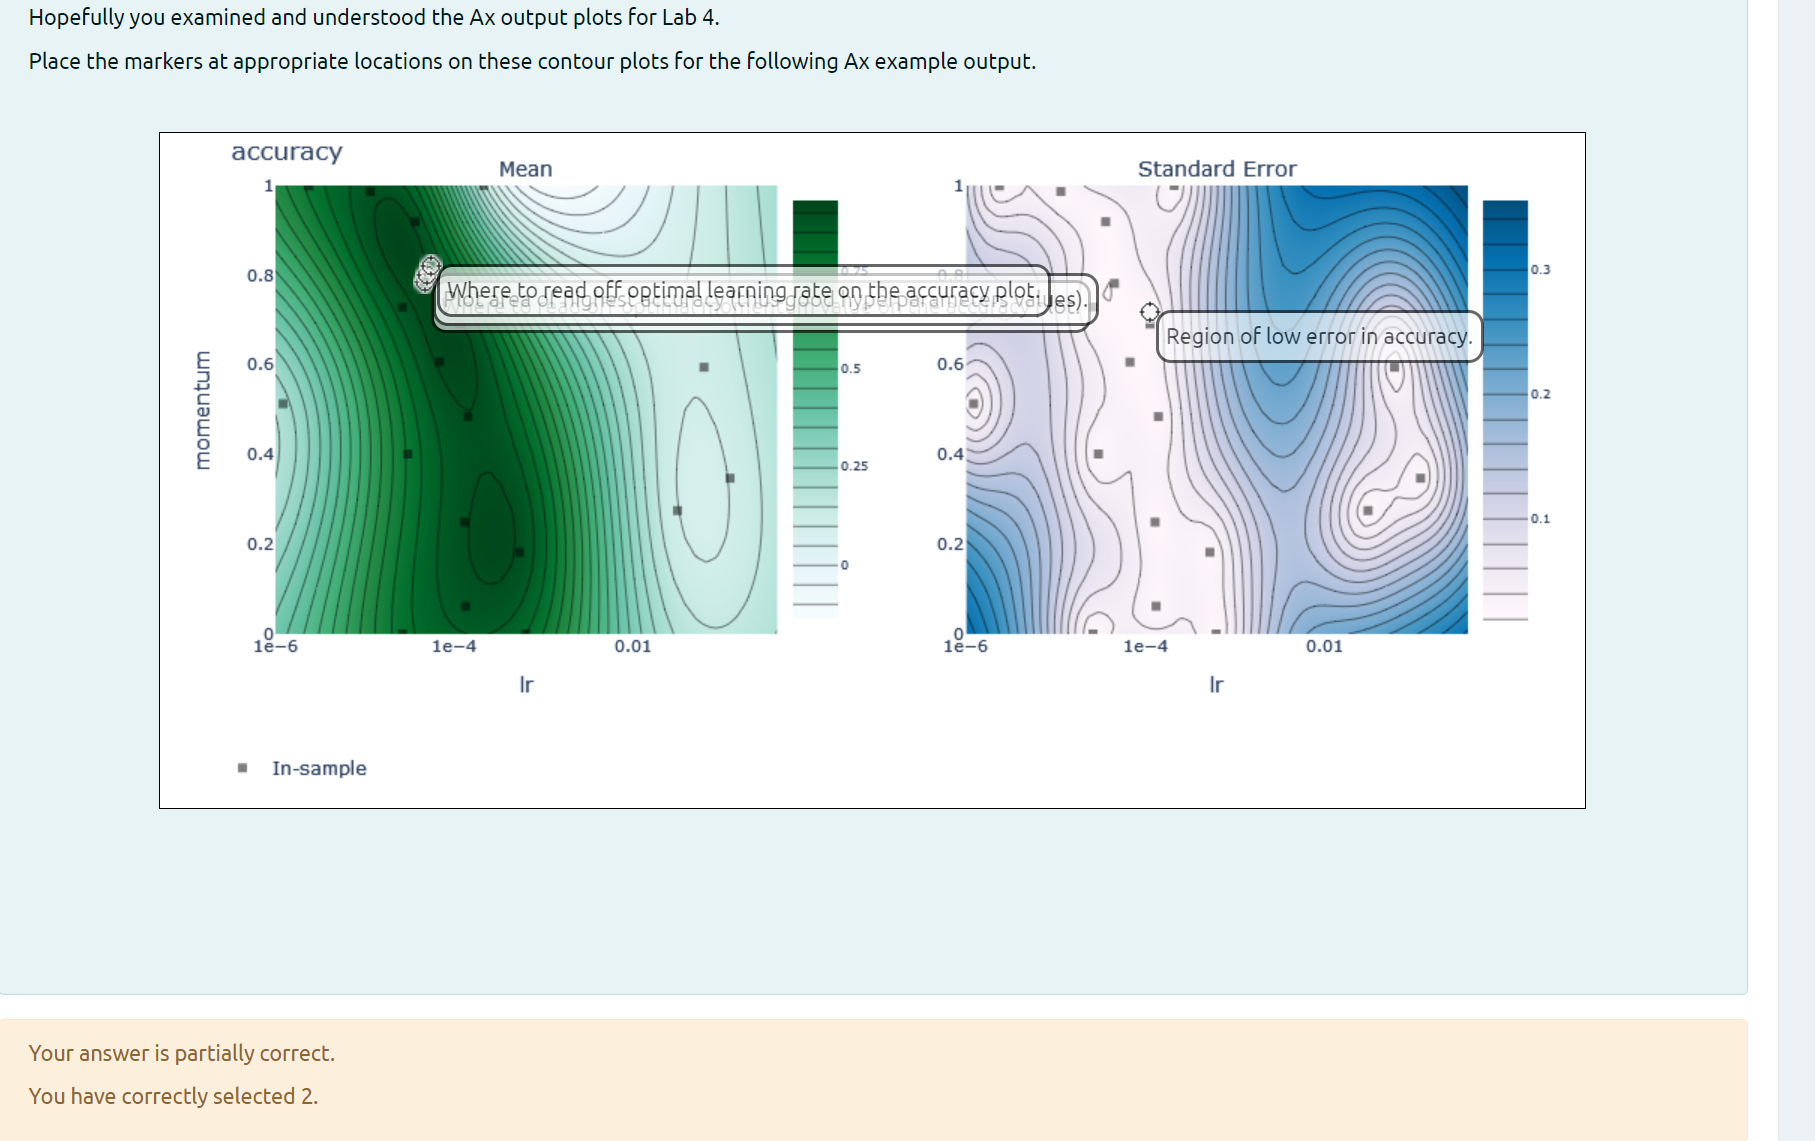 Hopefully you examined and understood the Ax output plots for Lab 4.
Place the markers at appropriate locations on these contour plots for the following Ax example output.
accuracy
Mean
Standard Error
1
0.8
0.6
0.4
0.2
0
1e−6
1e−4
0.01
lr
momentum
0.75
0.5
0.25
0
Where to read off optimal learning rate on the accuracy plot.
Plot area of highest accuracy (thus good hyperparameters values).
Where to read off optimal momentum value on the accuracy plot.
1
0.8
0.6
0.4
0.2
0
1e−6
1e−4
0.01
lr
0.3
0.2
0.1
Region of low error in accuracy.
In-sample
Your answer is partially correct.
You have correctly selected 2.